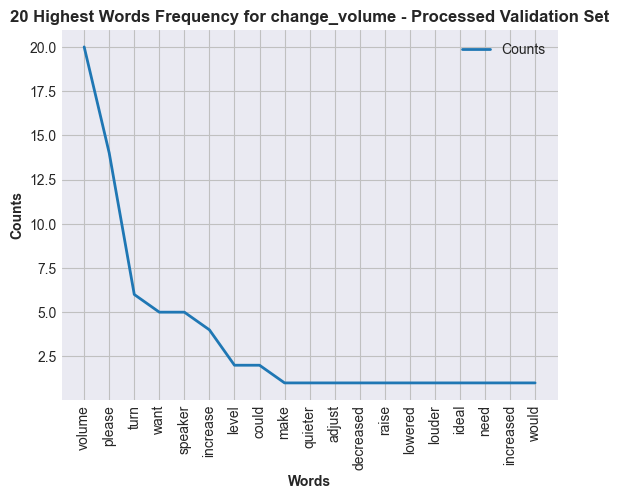 20 Highest Words Frequency for change_volume - Processed Validation Set
Counts
20.0
17.5
15.0
12.5
10.0
7.5
5.0
2.5
Counts
volume
please
turn
want
speaker
increase
level
could
make
quieter
adjust
decreased
raise
lowered
louder
ideal
need
increased
would
Words